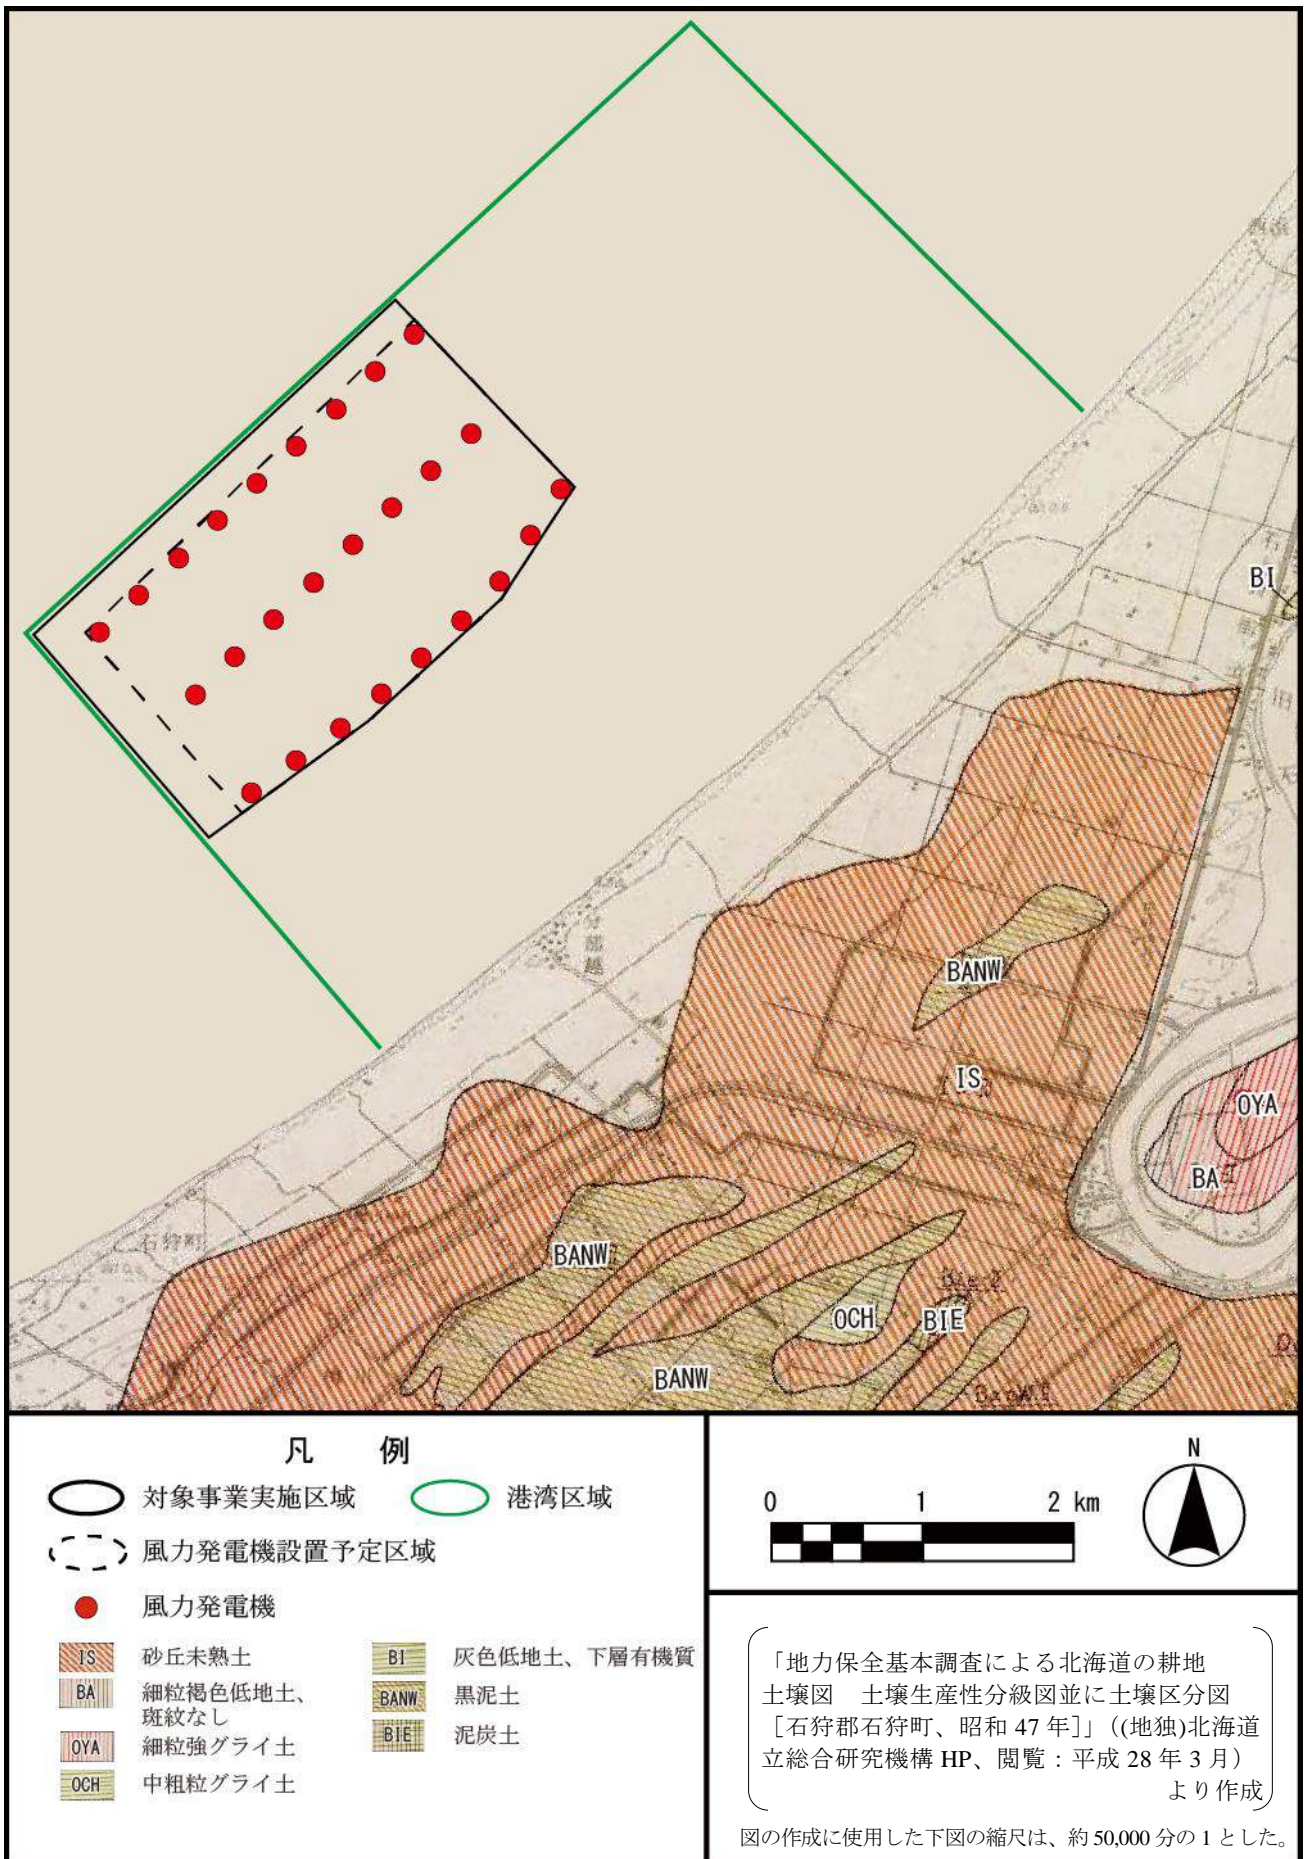 BI
BANW
IS
OYA
BA
BANW
OCH
BIE
BANW
石狩町
凡 例
対象事業実施区域
港湾区域
風力発電機設置予定区域
風力発電機
IS 砂丘未熟土
BA 細粒褐色低地土、
斑紋なし
OYA 細粒強グライ土
OCH 中粗粒グライ土
BI 灰色低地土、下層有機質
BANW 黒泥土
BIE 泥炭土
0 1 2 km
N
「地力保全基本調査による北海道の耕地
土壌図 土壌生産性分級図並に土壌区分図
［石狩郡石狩町、昭和 47 年］」（(地独)北海道
立総合研究機構 HP、閲覧：平成 28 年 3 月）
より作成
図の作成に使用した下図の縮尺は、約 50,000 分の 1 とした。